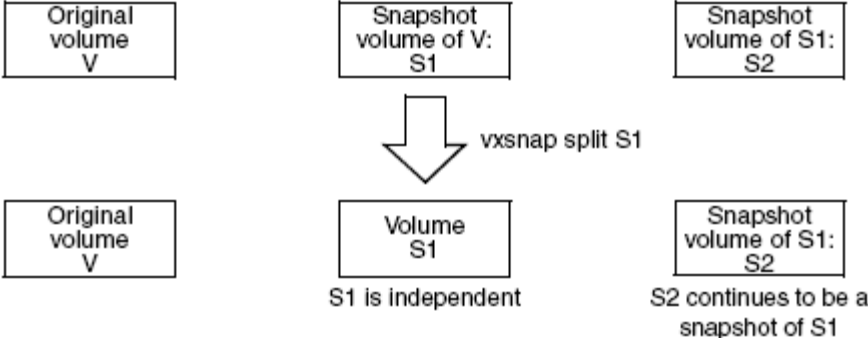 Original
volume
V
Snapshot
volume of V:
S1
Snapshot
volume of S1:
S2
vxsnap split S1
Original
volume
V
Volume
S1
Snapshot
volume of S1:
S2
S1 is independent
S2 continues to be a
snapshot of S1